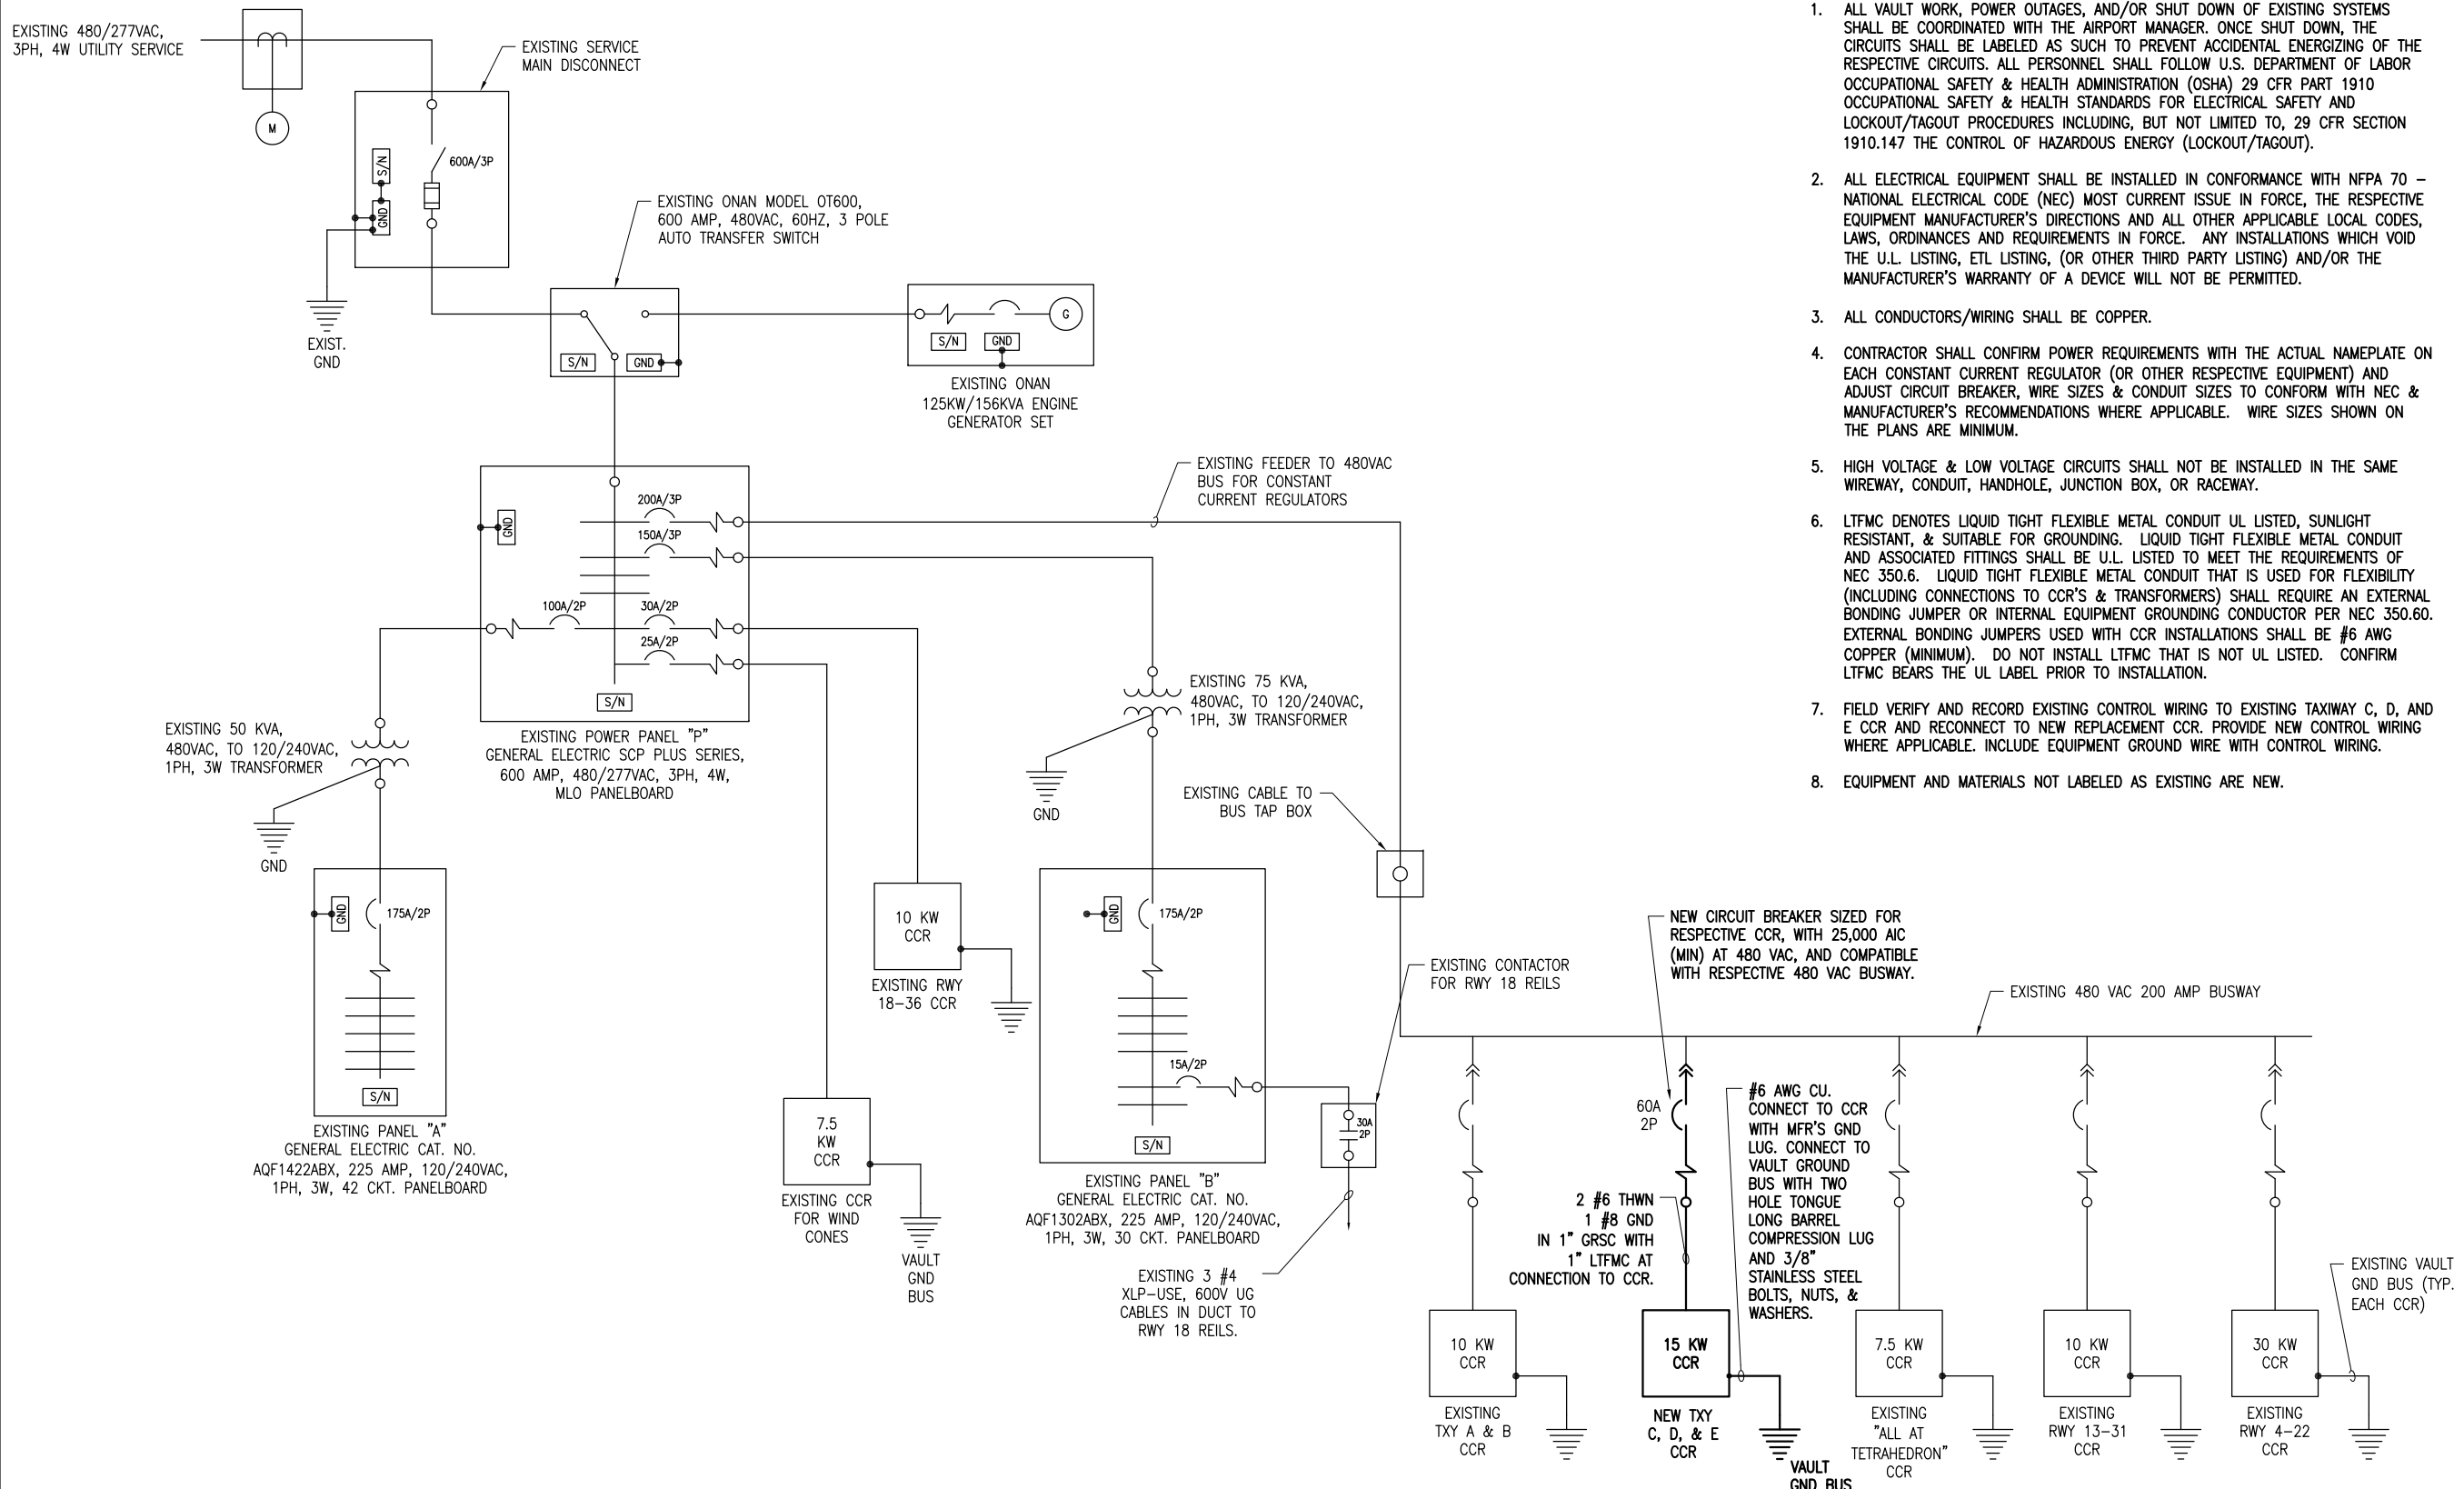 EXISTING 480/277VAC,
3PH, 4W UTILITY SERVICE
M
EXISTING SERVICE
MAIN DISCONNECT
S/N
GND
600A/3P
EXIST.
GND
EXISTING ONAN MODEL OT600,
600 AMP, 480VAC, 60HZ, 3 POLE
AUTO TRANSFER SWITCH
S/N
GND
S/N
GND
G
EXISTING ONAN
125KW/156KVA ENGINE
GENERATOR SET
GND
200A/3P
150A/3P
100A/2P
30A/2P
25A/2P
S/N
EXISTING POWER PANEL "P"
GENERAL ELECTRIC SCP PLUS SERIES,
600 AMP, 480/277VAC, 3PH, 4W,
MLO PANELBOARD
EXISTING FEEDER TO 480VAC
BUS FOR CONSTANT
CURRENT REGULATORS
EXISTING 50 KVA,
480VAC, TO 120/240VAC,
1PH, 3W TRANSFORMER
GND
EXISTING 75 KVA,
480VAC, TO 120/240VAC,
1PH, 3W TRANSFORMER
GND
EXISTING CABLE TO
BUS TAP BOX
GND
175A/2P
S/N
EXISTING PANEL "A"
GENERAL ELECTRIC CAT. NO.
AQF1422ABX, 225 AMP, 120/240VAC,
1PH, 3W, 42 CKT. PANELBOARD
7.5
KW
CCR
EXISTING CCR
FOR WIND
CONES
VAULT
GND
BUS
10 KW
CCR
EXISTING RWY
18-36 CCR
GND
175A/2P
15A/2P
S/N
EXISTING PANEL "B"
GENERAL ELECTRIC CAT. NO.
AQF1302ABX, 225 AMP, 120/240VAC,
1PH, 3W, 30 CKT. PANELBOARD
30A
2P
EXISTING CONTACTOR
FOR RWY 18 REILS
EXISTING 3 #4
XLP-USE, 600V UG
CABLES IN DUCT TO
RWY 18 REILS.
NEW CIRCUIT BREAKER SIZED FOR
RESPECTIVE CCR, WITH 25,000 AIC
(MIN) AT 480 VAC, AND COMPATIBLE
WITH RESPECTIVE 480 VAC BUSWAY.
EXISTING 480 VAC 200 AMP BUSWAY
60A
2P
2 #6 THWN
1 #8 GND
IN 1" GRSC WITH
1" LTFMC AT
CONNECTION TO CCR.
#6 AWG CU.
CONNECT TO CCR
WITH MFR'S GND
LUG. CONNECT TO
VAULT GROUND
BUS WITH TWO
HOLE TONGUE
LONG BARREL
COMPRESSION LUG
AND 3/8"
STAINLESS STEEL
BOLTS, NUTS, &
WASHERS.
EXISTING VAULT
GND BUS (TYP.
EACH CCR)
10 KW
CCR
EXISTING
TXY A & B
CCR
15 KW
CCR
NEW TXY
C, D, & E
CCR
VAULT
GND BUS
7.5 KW
CCR
EXISTING
"ALL AT
TETRAHEDRON"
CCR
10 KW
CCR
EXISTING
RWY 13-31
CCR
30 KW
CCR
EXISTING
RWY 4-22
CCR
1. ALL VAULT WORK, POWER OUTAGES, AND/OR SHUT DOWN OF EXISTING SYSTEMS
SHALL BE COORDINATED WITH THE AIRPORT MANAGER. ONCE SHUT DOWN, THE
CIRCUITS SHALL BE LABELED AS SUCH TO PREVENT ACCIDENTAL ENERGIZING OF THE
RESPECTIVE CIRCUITS. ALL PERSONNEL SHALL FOLLOW U.S. DEPARTMENT OF LABOR
OCCUPATIONAL SAFETY & HEALTH ADMINISTRATION (OSHA) 29 CFR PART 1910
OCCUPATIONAL SAFETY & HEALTH STANDARDS FOR ELECTRICAL SAFETY AND
LOCKOUT/TAGOUT PROCEDURES INCLUDING, BUT NOT LIMITED TO, 29 CFR SECTION
1910.147 THE CONTROL OF HAZARDOUS ENERGY (LOCKOUT/TAGOUT).
2. ALL ELECTRICAL EQUIPMENT SHALL BE INSTALLED IN CONFORMANCE WITH NFPA 70 –
NATIONAL ELECTRICAL CODE (NEC) MOST CURRENT ISSUE IN FORCE, THE RESPECTIVE
EQUIPMENT MANUFACTURER'S DIRECTIONS AND ALL OTHER APPLICABLE LOCAL CODES,
LAWS, ORDINANCES AND REQUIREMENTS IN FORCE. ANY INSTALLATIONS WHICH VOID
THE U.L. LISTING, ETL LISTING, (OR OTHER THIRD PARTY LISTING) AND/OR THE
MANUFACTURER'S WARRANTY OF A DEVICE WILL NOT BE PERMITTED.
3. ALL CONDUCTORS/WIRING SHALL BE COPPER.
4. CONTRACTOR SHALL CONFIRM POWER REQUIREMENTS WITH THE ACTUAL NAMEPLATE ON
EACH CONSTANT CURRENT REGULATOR (OR OTHER RESPECTIVE EQUIPMENT) AND
ADJUST CIRCUIT BREAKER, WIRE SIZES & CONDUIT SIZES TO CONFORM WITH NEC &
MANUFACTURER'S RECOMMENDATIONS WHERE APPLICABLE. WIRE SIZES SHOWN ON
THE PLANS ARE MINIMUM.
5. HIGH VOLTAGE & LOW VOLTAGE CIRCUITS SHALL NOT BE INSTALLED IN THE SAME
WIREWAY, CONDUIT, HANDHOLE, JUNCTION BOX, OR RACEWAY.
6. LTFMC DENOTES LIQUID TIGHT FLEXIBLE METAL CONDUIT UL LISTED, SUNLIGHT
RESISTANT, & SUITABLE FOR GROUNDING. LIQUID TIGHT FLEXIBLE METAL CONDUIT
AND ASSOCIATED FITTINGS SHALL BE U.L. LISTED TO MEET THE REQUIREMENTS OF
NEC 350.6. LIQUID TIGHT FLEXIBLE METAL CONDUIT THAT IS USED FOR FLEXIBILITY
(INCLUDING CONNECTIONS TO CCR'S & TRANSFORMERS) SHALL REQUIRE AN EXTERNAL
BONDING JUMPER OR INTERNAL EQUIPMENT GROUNDING CONDUCTOR PER NEC 350.60.
EXTERNAL BONDING JUMPERS USED WITH CCR INSTALLATIONS SHALL BE #6 AWG
COPPER (MINIMUM). DO NOT INSTALL LTFMC THAT IS NOT UL LISTED. CONFIRM
LTFMC BEARS THE UL LABEL PRIOR TO INSTALLATION.
7. FIELD VERIFY AND RECORD EXISTING CONTROL WIRING TO EXISTING TAXIWAY C, D, AND
E CCR AND RECONNECT TO NEW REPLACEMENT CCR. PROVIDE NEW CONTROL WIRING
WHERE APPLICABLE. INCLUDE EQUIPMENT GROUND WIRE WITH CONTROL WIRING.
8. EQUIPMENT AND MATERIALS NOT LABELED AS EXISTING ARE NEW.